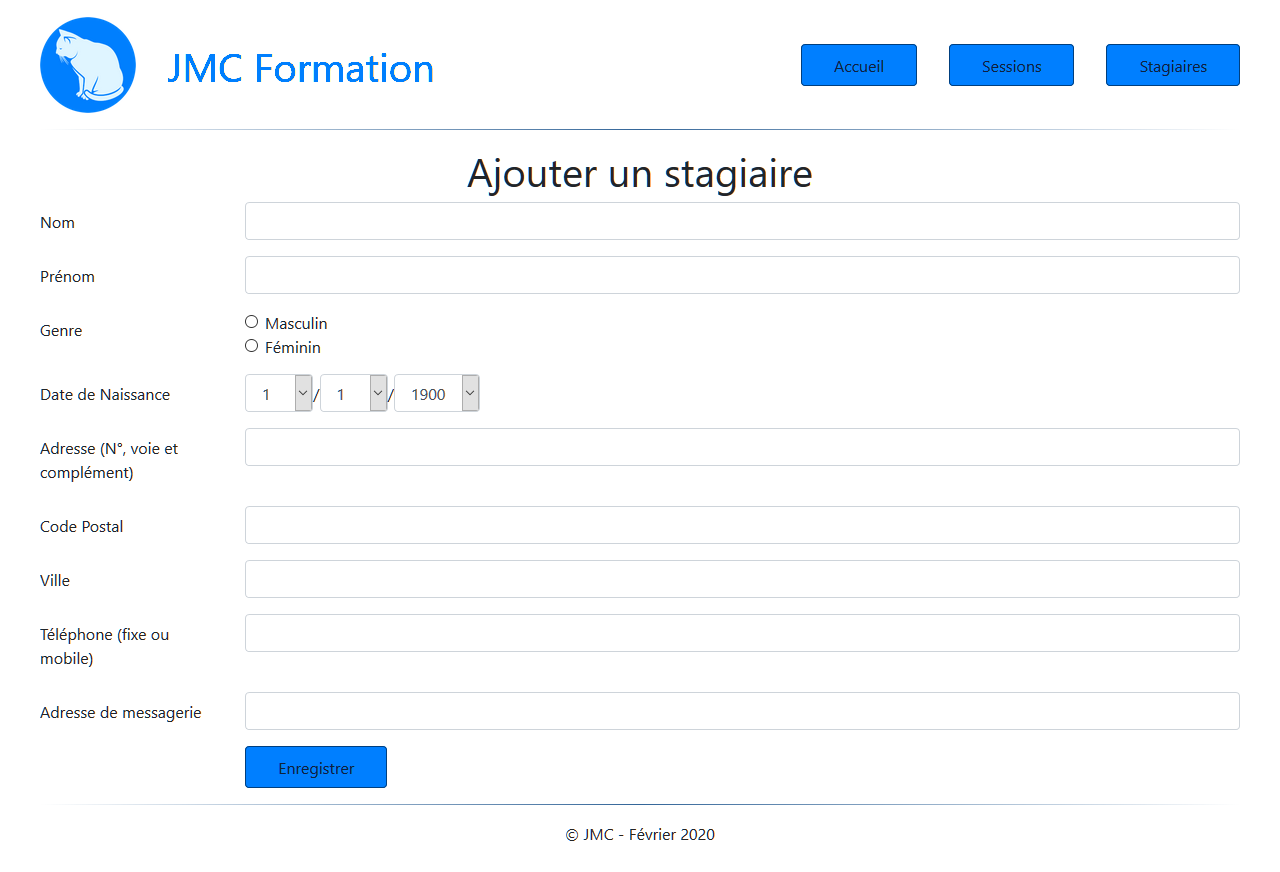 JMC Formation
Accueil
Sessions
Stagiaires
Ajouter un stagiaire
Nom
Prénom
Genre
Masculin
Féminin
Date de Naissance
1 / 1 / 1900
Adresse (N°, voie et
complément)
Code Postal
Ville
Téléphone (fixe ou
mobile)
Adresse de messagerie
Enregistrer
© JMC - Février 2020